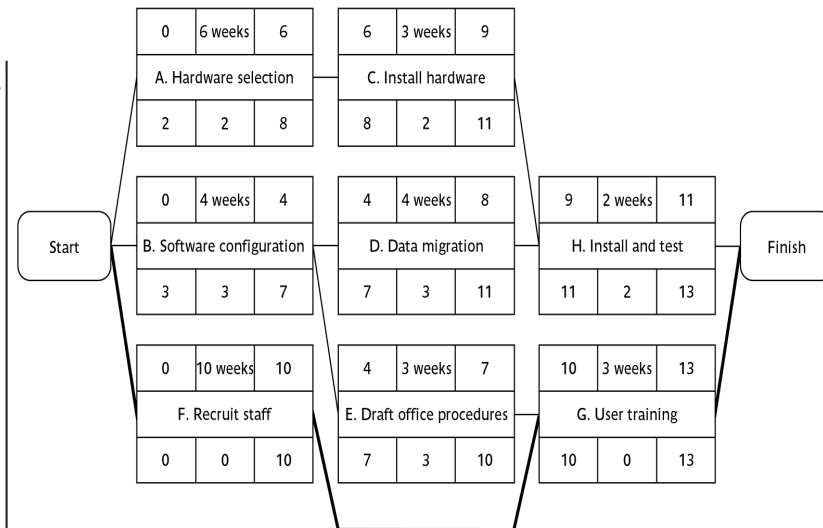 0 6 weeks 6
A. Hardware selection
2 2 8
6 3 weeks 9
C. Install hardware
8 2 11
Start
0 4 weeks 4
B. Software configuration
3 3 7
4 4 weeks 8
D. Data migration
7 3 11
9 2 weeks 11
H. Install and test
11 2 13
Finish
0 10 weeks 10
F. Recruit staff
0 0 10
4 3 weeks 7
E. Draft office procedures
7 3 10
10 3 weeks 13
G. User training
10 0 13